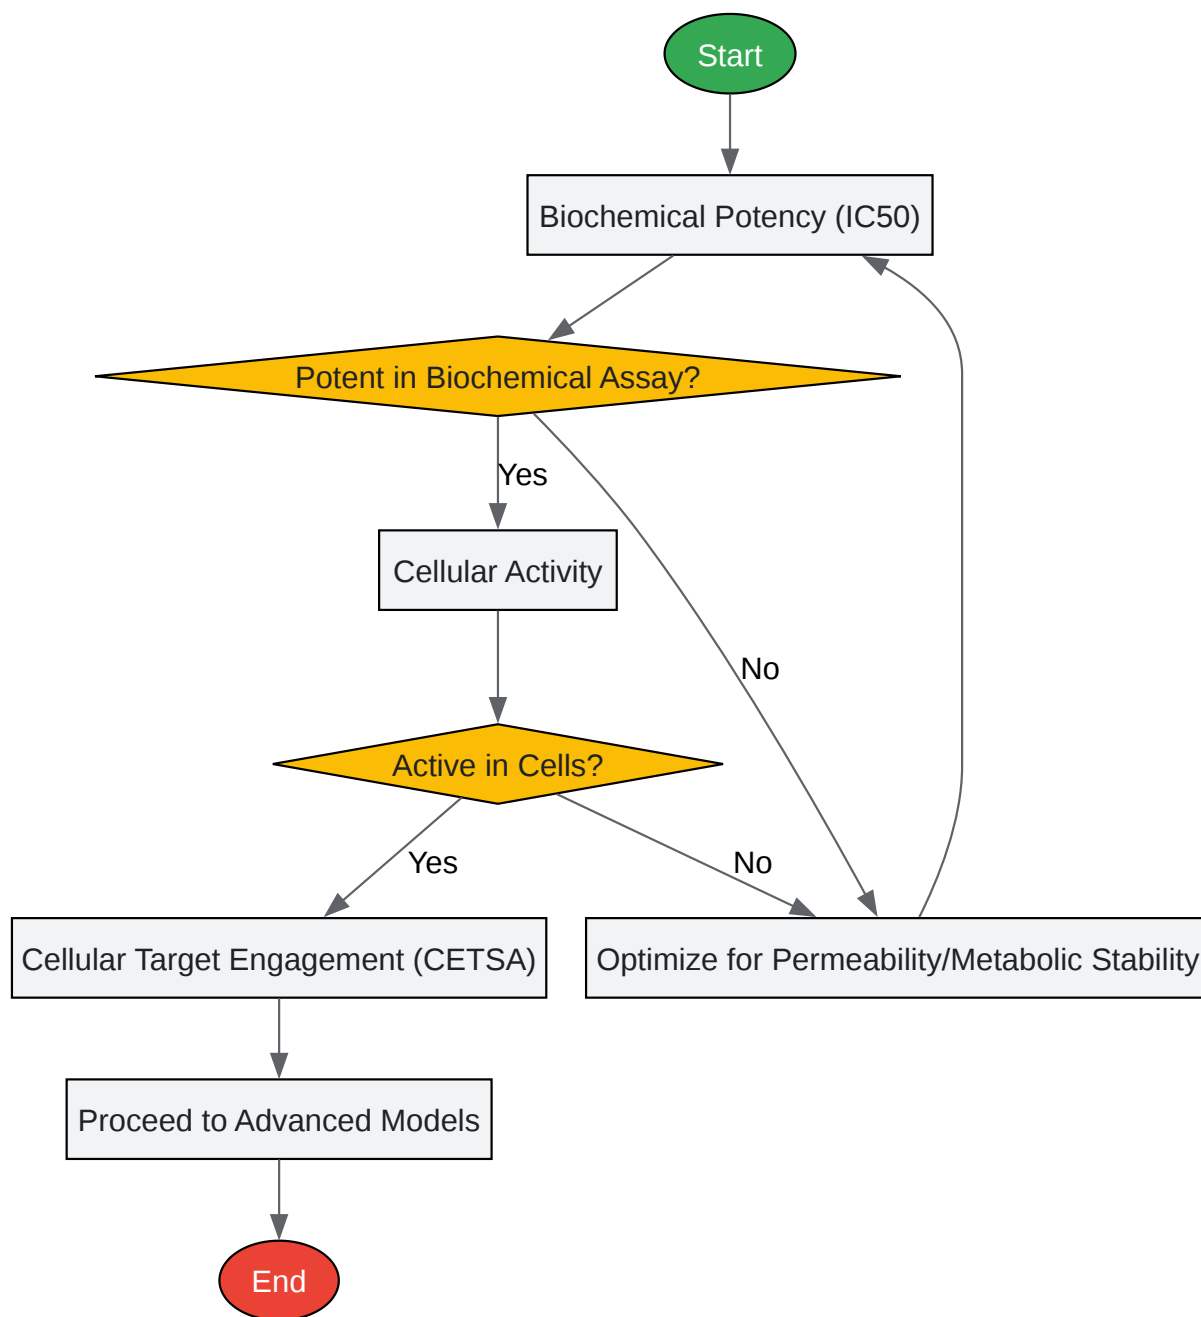 Start
Biochemical Potency (IC50)
Potent in Biochemical Assay?
Yes
Cellular Activity
No
Active in Cells?
Yes
No
Cellular Target Engagement (CETSA)
Optimize for Permeability/Metabolic Stability
Proceed to Advanced Models
End